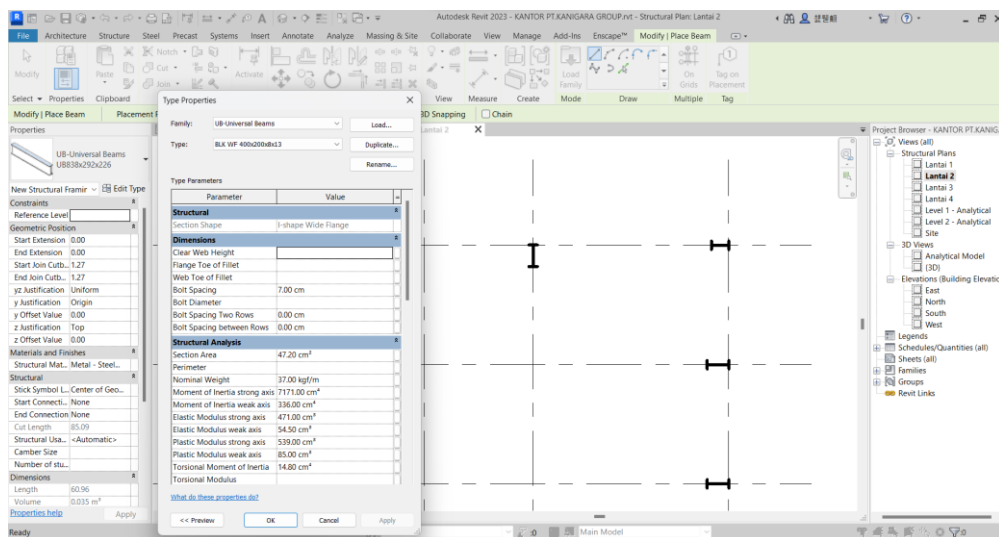 Autodesk Revit 2023 - KANTOR PT.KANIGARA GROUP.rvt - Structural Plan: Lantai 2
File Architecture Structure Steel Precast Systems Insert Annotate Analyze Massing & Site Collaborate View Manage Add-Ins Enscape™ Modify | Place Beam
Modify Paste Notch Cut Join Activate Load Family On Grids Tag on Placement
Select Properties Clipboard View Measure Create Mode Draw Multiple Tag
Modify | Place Beam Placement P 3D Snapping Chain
Properties
UB-Universal Beams
UB838x292x226
New Structural Framir Edit Type
Constraints
Reference Level
Geometric Position
Start Extension 0.00
End Extension 0.00
Start Join Cutb... 1.27
End Join Cutb... 1.27
yz Justification Uniform
y Justification Origin
y Offset Value 0.00
z Justification Top
z Offset Value 0.00
Materials and Finishes
Structural Mat... Metal - Steel...
Structural
Stick Symbol L... Center of Geo...
Start Connecti... None
End Connection None
Cut Length 85.09
Structural Usa... <Automatic>
Camber Size
Number of stu...
Dimensions
Length 60.96
Volume 0.035 m³
Properties help Apply
Ready
Type Properties
Family: UB-Universal Beams Load...
Type: BLK WF 400x200x8x13 Duplicate...
Rename...
Type Parameters
Parameter Value
Structural
Section Shape I-shape Wide Flange
Dimensions
Clear Web Height
Flange Toe of Fillet
Web Toe of Fillet
Bolt Spacing 7.00 cm
Bolt Diameter
Bolt Spacing Two Rows 0.00 cm
Bolt Spacing between Rows 0.00 cm
Structural Analysis
Section Area 47.20 cm²
Perimeter
Nominal Weight 37.00 kgf/m
Moment of Inertia strong axis 7171.00 cm⁴
Moment of Inertia weak axis 336.00 cm⁴
Elastic Modulus strong axis 471.00 cm³
Elastic Modulus weak axis 54.50 cm³
Plastic Modulus strong axis 539.00 cm³
Plastic Modulus weak axis 85.00 cm³
Torsional Moment of Inertia 14.80 cm⁴
Torsional Modulus
What do these properties do?
<< Preview OK Cancel Apply
Lantai 2
:0 Main Model
Project Browser - KANTOR PT.KANIGA
Views (all)
Structural Plans
Lantai 1
Lantai 2
Lantai 3
Lantai 4
Level 1 - Analytical
Level 2 - Analytical
Site
3D Views
Analytical Model
{3D}
Elevations (Building Elevatio
East
North
South
West
Legends
Schedules/Quantities (all)
Sheets (all)
Families
Groups
Revit Links
:0